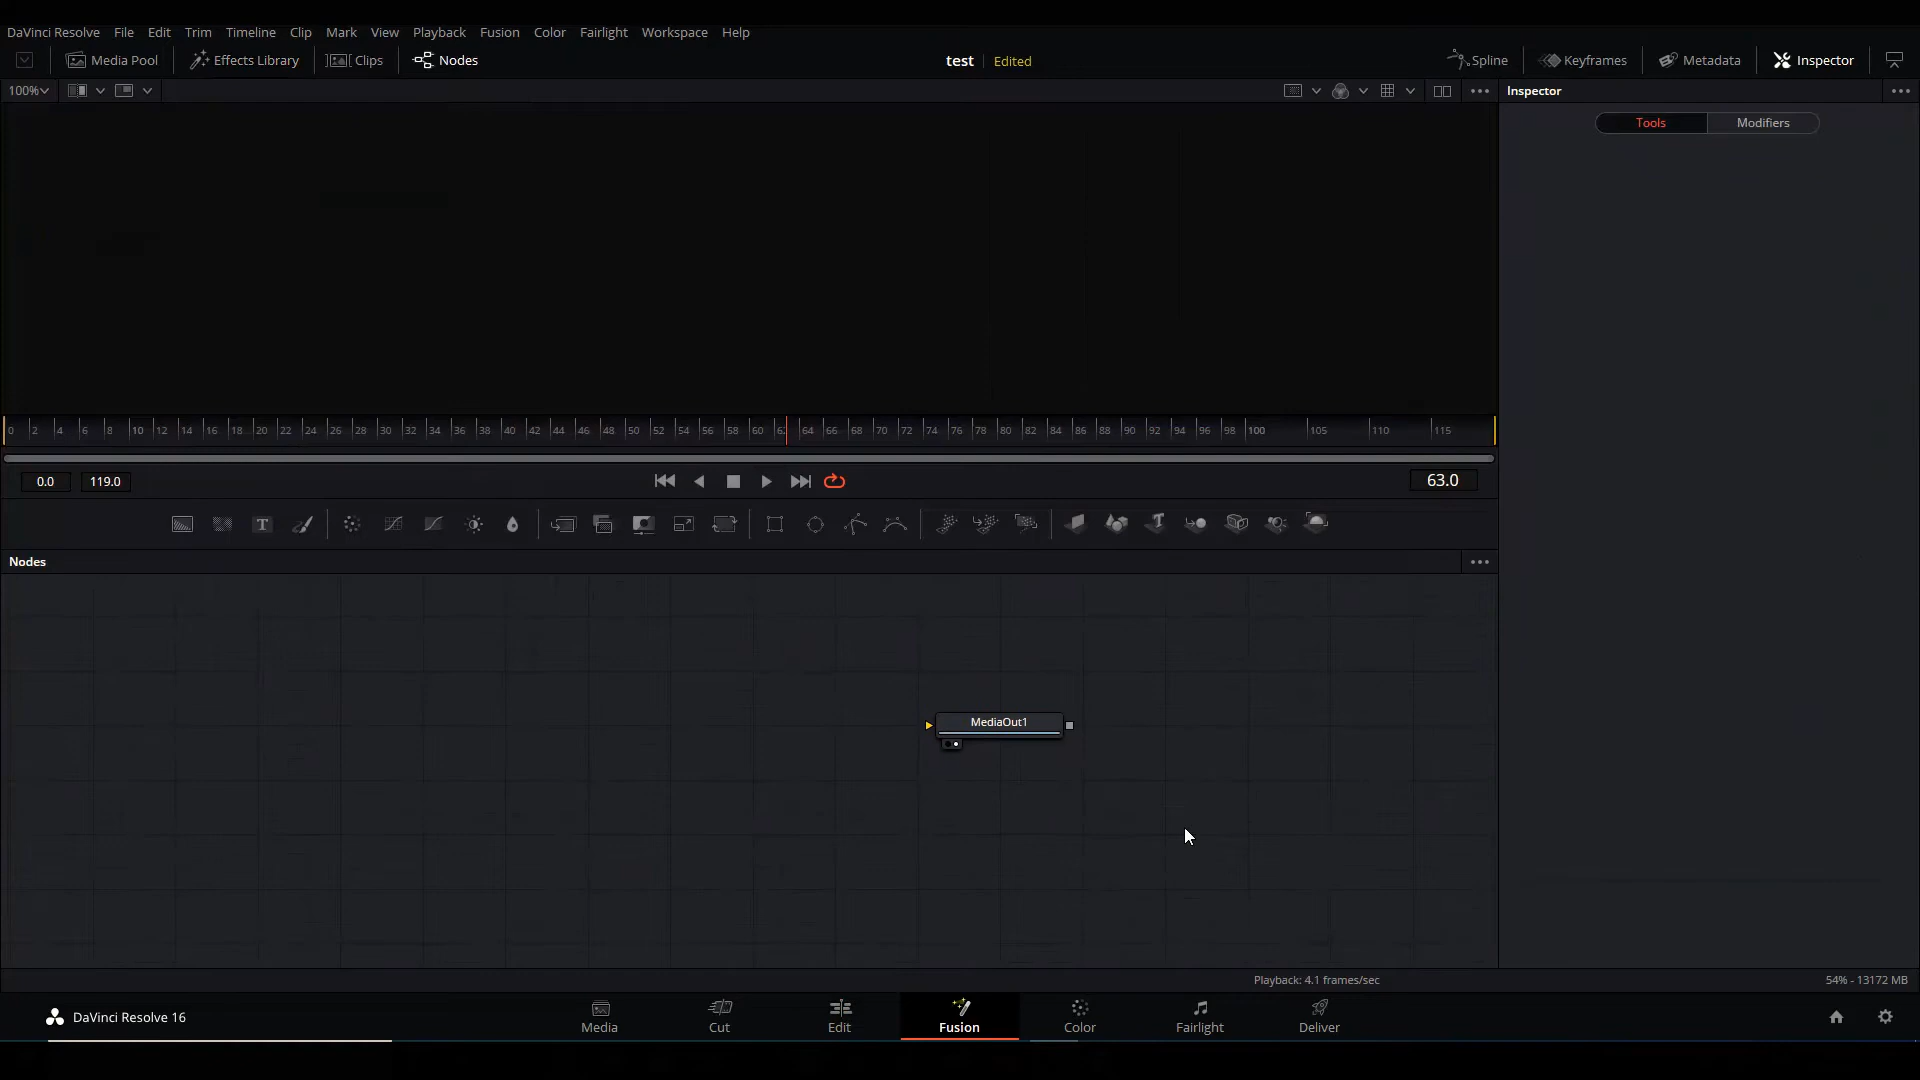 DaVinci Resolve File Edit Trim Timeline Clip Mark View Playback Fusion Color Fairlight Workspace Help
Media Pool Effects Library Clips Nodes test Edited Spline Keyframes Metadata Inspector
100% Inspector
Tools Modifiers
0 2 4 6 8 10 12 14 16 18 20 22 24 26 28 30 32 34 36 38 40 42 44 46 48 50 52 54 56 58 60 64 66 68 70 72 74 76 78 80 82 84 86 88 90 92 94 96 98 100 105 110 115
0.0 119.0 63.0
T T
Nodes
MediaOut1
Playback: 4.1 frames/sec 54% - 13172 MB
DaVinci Resolve 16 Media Cut Edit Fusion Color Fairlight Deliver